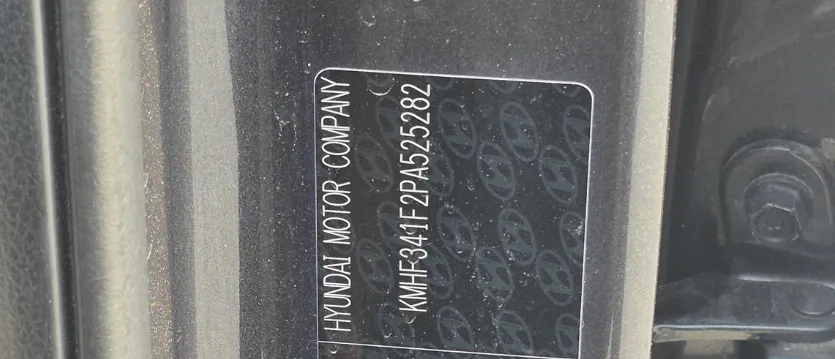 HYUNDAI MOTOR COMPANY
KMHF341F2PA525282